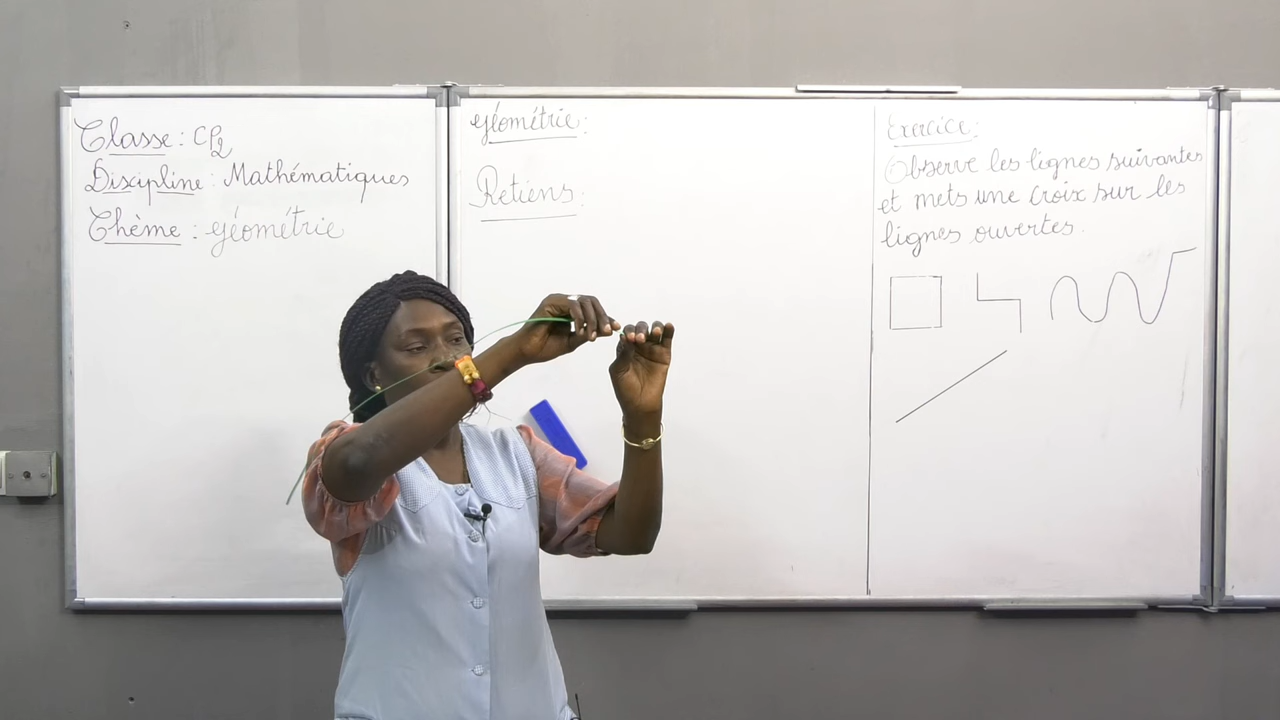 Classe : CP2
Discipline : Mathématiques
Thème : géométrie
géométrie :
Retiens :
Exercice :
Observe les lignes suivantes
et mets une croix sur les
lignes ouvertes.